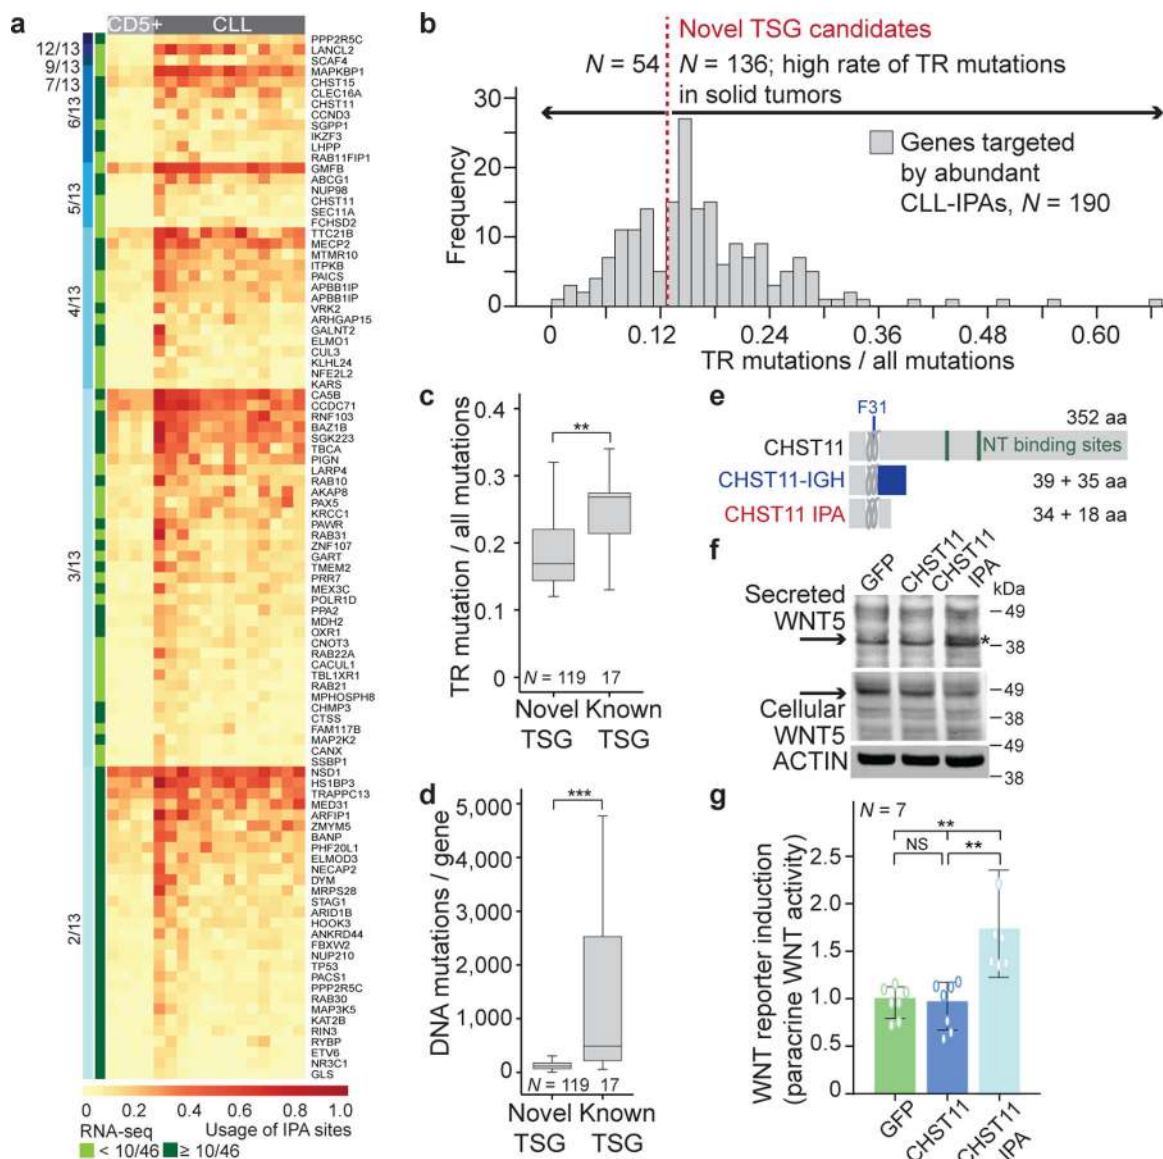 a
CD5+ CLL
12/13
9/13
7/13
6/13
5/13
4/13
3/13
2/13
PPP2R5C
LANCL2
SCAF4
MAPKBP1
CHST15
CLEC16A
CHST11
CCND3
SGPP1
IKZF3
LHPP
RAB11FIP1
GMFB
ABCG1
NUP98
CHST11
SEC11A
FCHSD2
TTC21B
MECP2
MTMR10
ITPKB
PAICS
APBB1IP
APBB1IP
VRK2
ARHGAP15
GALNT2
ELMO1
CUL3
KLHL24
NFE2L2
KARS
CA5B
CCDC71
RNF103
BAZ1B
SGK223
TBCA
PIGN
LARP4
RAB10
AKAP8
PAX5
KRCC1
PAWR
RAB31
ZNF107
GART
TMEM2
PRR7
MEX3C
POLR1D
PPA2
MDH2
OXR1
CNOT3
RAB22A
CACUL1
TBL1XR1
RAB21
MPHOSPH8
CHMP3
CTSS
FAM117B
MAP2K2
CANX
SSBP1
NSD1
HS1BP3
TRAPPC13
MED31
ARFIP1
ZMYM5
BANP
PHF20L1
ELMOD3
NECAP2
DYM
MRPS28
STAG1
ARID1B
HOOK3
ANKRD44
FBXW2
NUP210
TP53
PACS1
PPP2R5C
RAB30
MAP3K5
KAT2B
RIN3
RYBP
ETV6
NR3C1
GLS
0 0.2 0.4 0.6 0.8 1.0
RNA-seq Usage of IPA sites
< 10/46 ≥ 10/46
b
Novel TSG candidates
N = 54 N = 136; high rate of TR mutations
in solid tumors
Genes targeted
by abundant
CLL-IPAs, N = 190
Frequency
30
20
10
0
0 0.12 0.24 0.36 0.48 0.60
TR mutations / all mutations
c
TR mutation / all mutations
0.4
0.3
0.2
0.1
0
**
N = 119 17
Novel Known
TSG TSG
d
DNA mutations / gene
5,000
4,000
3,000
2,000
1,000
0
***
N = 119 17
Novel Known
TSG TSG
e
F31
352 aa
CHST11 NT binding sites
CHST11-IGH 39 + 35 aa
CHST11 IPA 34 + 18 aa
f
GFP
CHST11
CHST11
IPA
kDa
Secreted
WNT5
49
38
*
Cellular
WNT5
49
38
ACTIN
49
38
g
N = 7
**
NS
**
WNT reporter induction
(paracrine WNT activity)
2.5
2.0
1.5
1.0
0.5
0
GFP
CHST11
CHST11
IPA